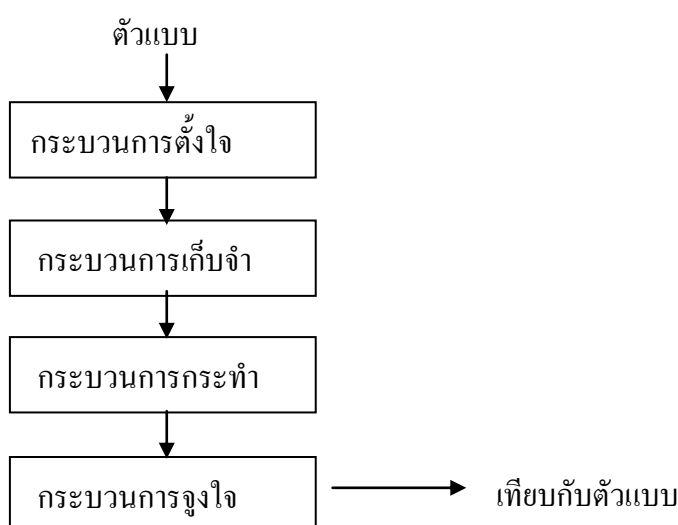 ตัวแบบ
กระบวนการตั้งใจ
กระบวนการเก็บจำ
กระบวนการกระทำ
กระบวนการจูงใจ
เทียบกับตัวแบบ